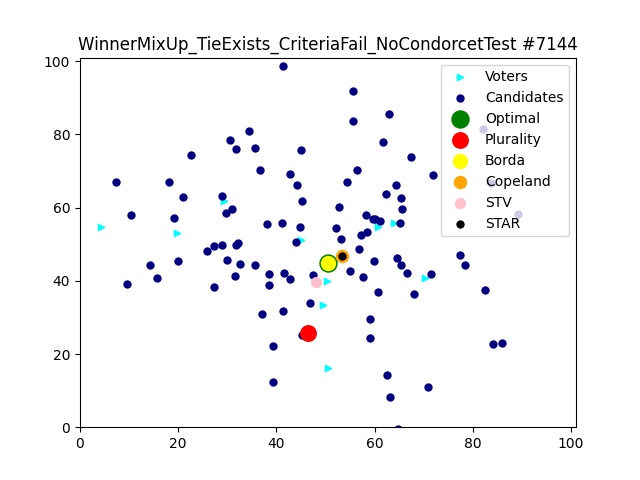 WinnerMixUp_TieExists_CriteriaFail_NoCondorcetTest #7144
100
80
60
40
20
0
0 20 40 60 80 100
Voters
Candidates
Optimal
Plurality
Borda
Copeland
STV
STAR